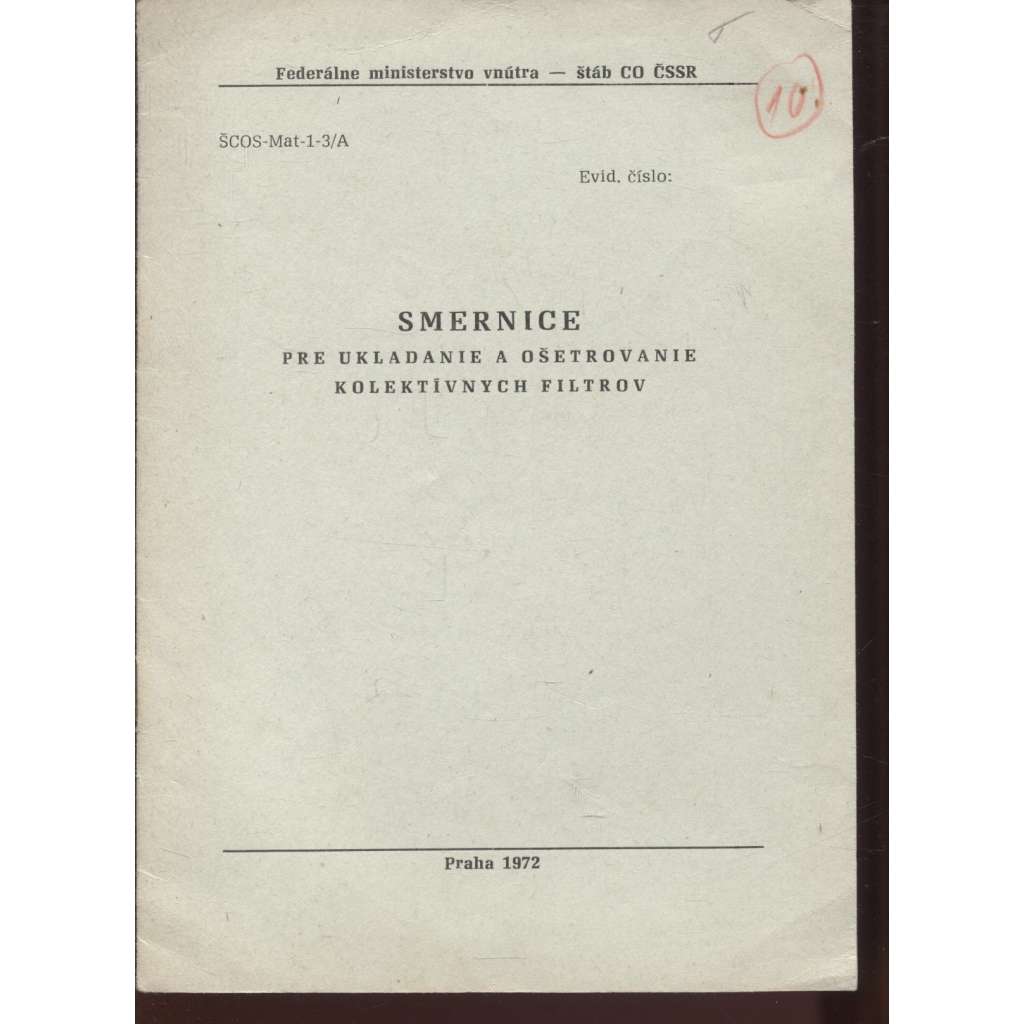 Federálne ministerstvo vnútra — štáb CO ČSSR
10.
ŠCOS-Mat-1-3/A
Evid. číslo:
SMERNICE
PRE UKLADANIE A OŠETROVANIE
KOLEKTÍVNYCH FILTROV
Praha 1972